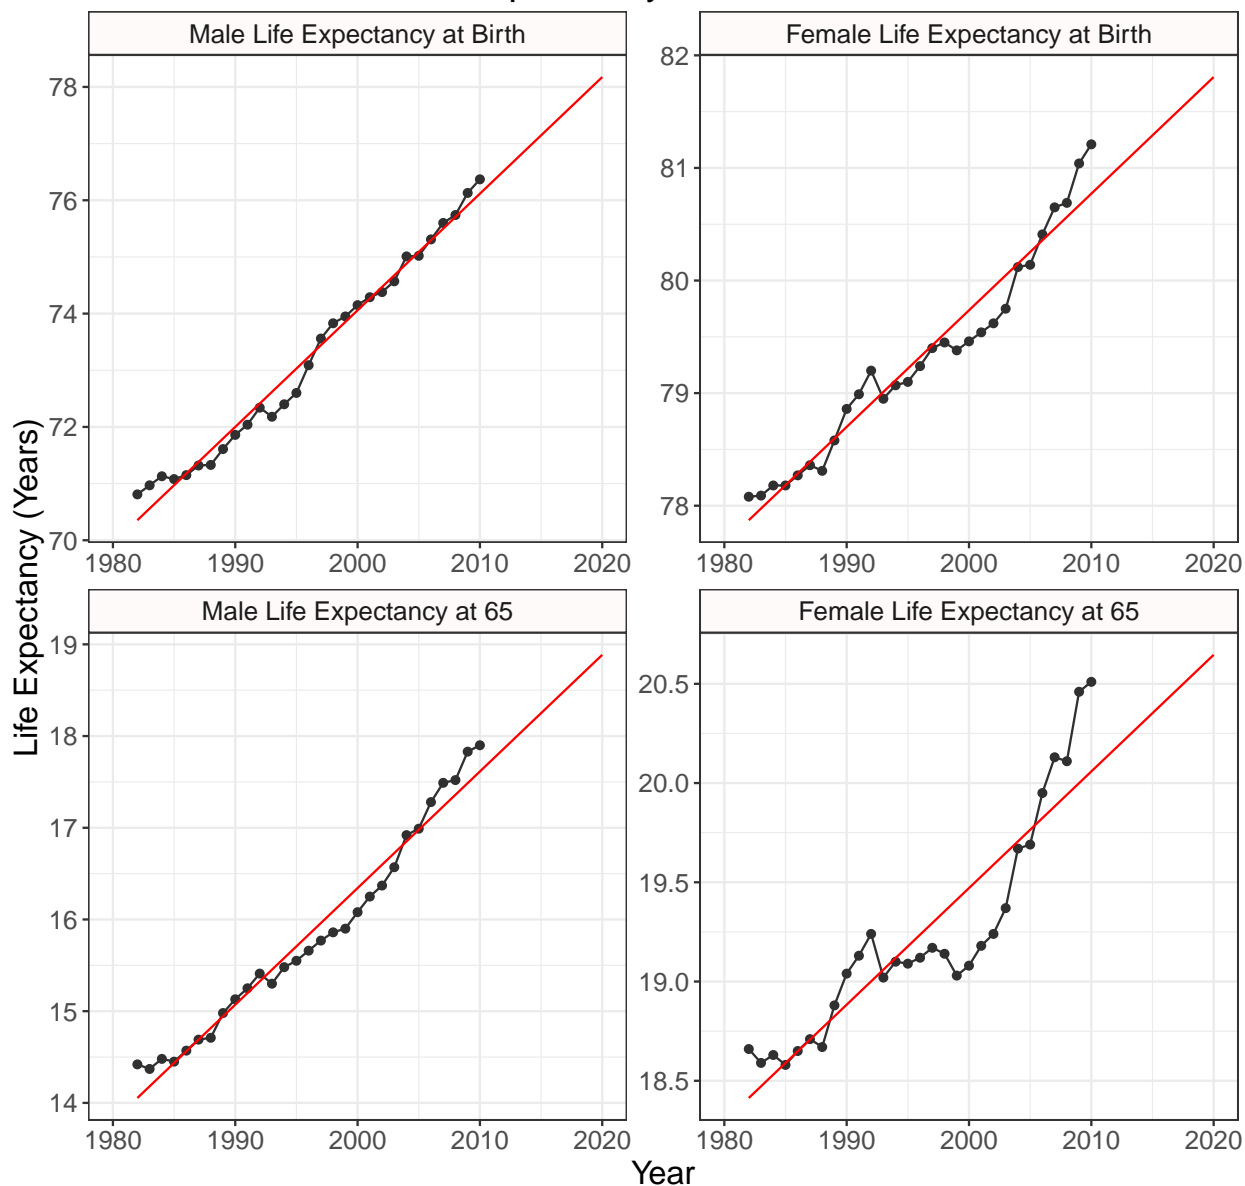 Male Life Expectancy at Birth
Female Life Expectancy at Birth
78
76
74
72
70
82
81
80
79
78
1980 1990 2000 2010 2020
1980 1990 2000 2010 2020
Life Expectancy (Years)
Male Life Expectancy at 65
Female Life Expectancy at 65
19
18
17
16
15
14
20.5
20.0
19.5
19.0
18.5
1980 1990 2000 2010 2020
1980 1990 2000 2010 2020
Year